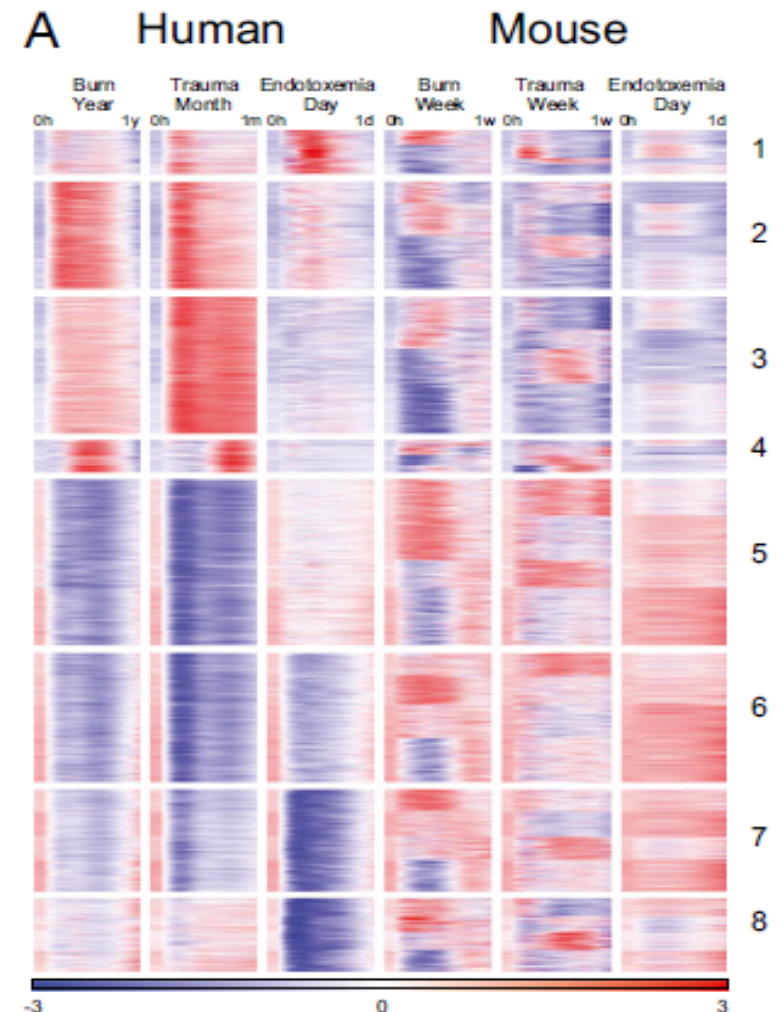 A Human Mouse
Burn Trauma Endotoxemia Burn Trauma Endotoxemia
Year Month Day Week Week Day
0h 1y 0h 1m 0h 1d 0h 1w 0h 1w 0h 1d
1
2
3
4
5
6
7
8
-3 0 3